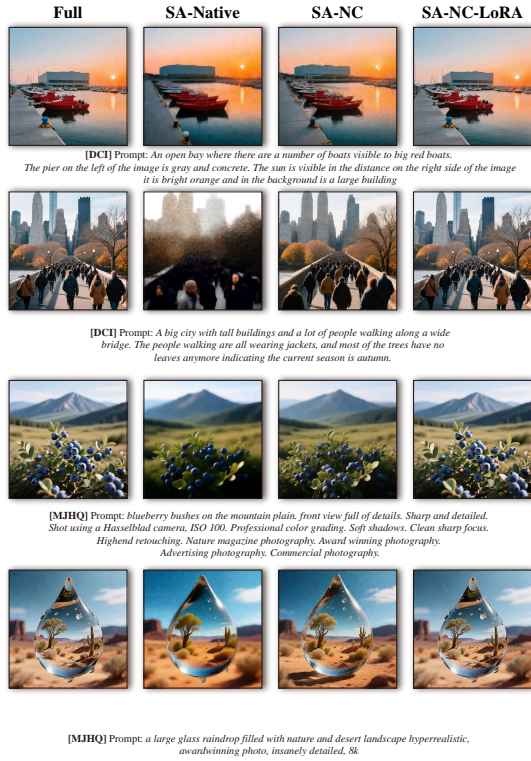 Full SA-Native SA-NC SA-NC-LoRA
[DCI] Prompt: An open bay where there are a number of boats visible to big red boats.
The pier on the left of the image is gray and concrete. The sun is visible in the distance on the right side of the image
it is bright orange and in the background is a large building
[DCI] Prompt: A big city with tall buildings and a lot of people walking along a wide
bridge. The people walking are all wearing jackets, and most of the trees have no
leaves anymore indicating the current season is autumn.
[MJHQ] Prompt: blueberry bushes on the mountain plain. front view full of details. Sharp and detailed.
Shot using a Hasselblad camera, ISO 100. Professional color grading. Soft shadows. Clean sharp focus.
Highend retouching. Nature magazine photography. Award winning photography.
Advertising photography. Commercial photography.
[MJHQ] Prompt: a large glass raindrop filled with nature and desert landscape hyperrealistic,
awardwinning photo, insanely detailed, 8k